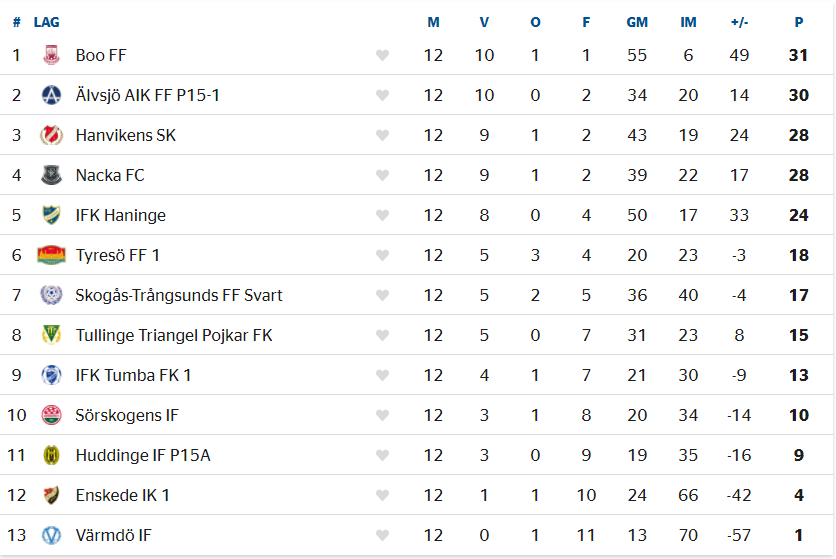 # LAG M V O F GM IM +/- P
1 Boo FF 12 10 1 1 55 6 49 31
2 Älvsjö AIK FF P15-1 12 10 0 2 34 20 14 30
3 Hanvikens SK 12 9 1 2 43 19 24 28
4 Nacka FC 12 9 1 2 39 22 17 28
5 IFK Haninge 12 8 0 4 50 17 33 24
6 Tyresö FF 1 12 5 3 4 20 23 -3 18
7 Skogås-Trångsunds FF Svart 12 5 2 5 36 40 -4 17
8 Tullinge Triangel Pojkar FK 12 5 0 7 31 23 8 15
9 IFK Tumba FK 1 12 4 1 7 21 30 -9 13
10 Sörskogens IF 12 3 1 8 20 34 -14 10
11 Huddinge IF P15A 12 3 0 9 19 35 -16 9
12 Enskede IK 1 12 1 1 10 24 66 -42 4
13 Värmdö IF 12 0 1 11 13 70 -57 1